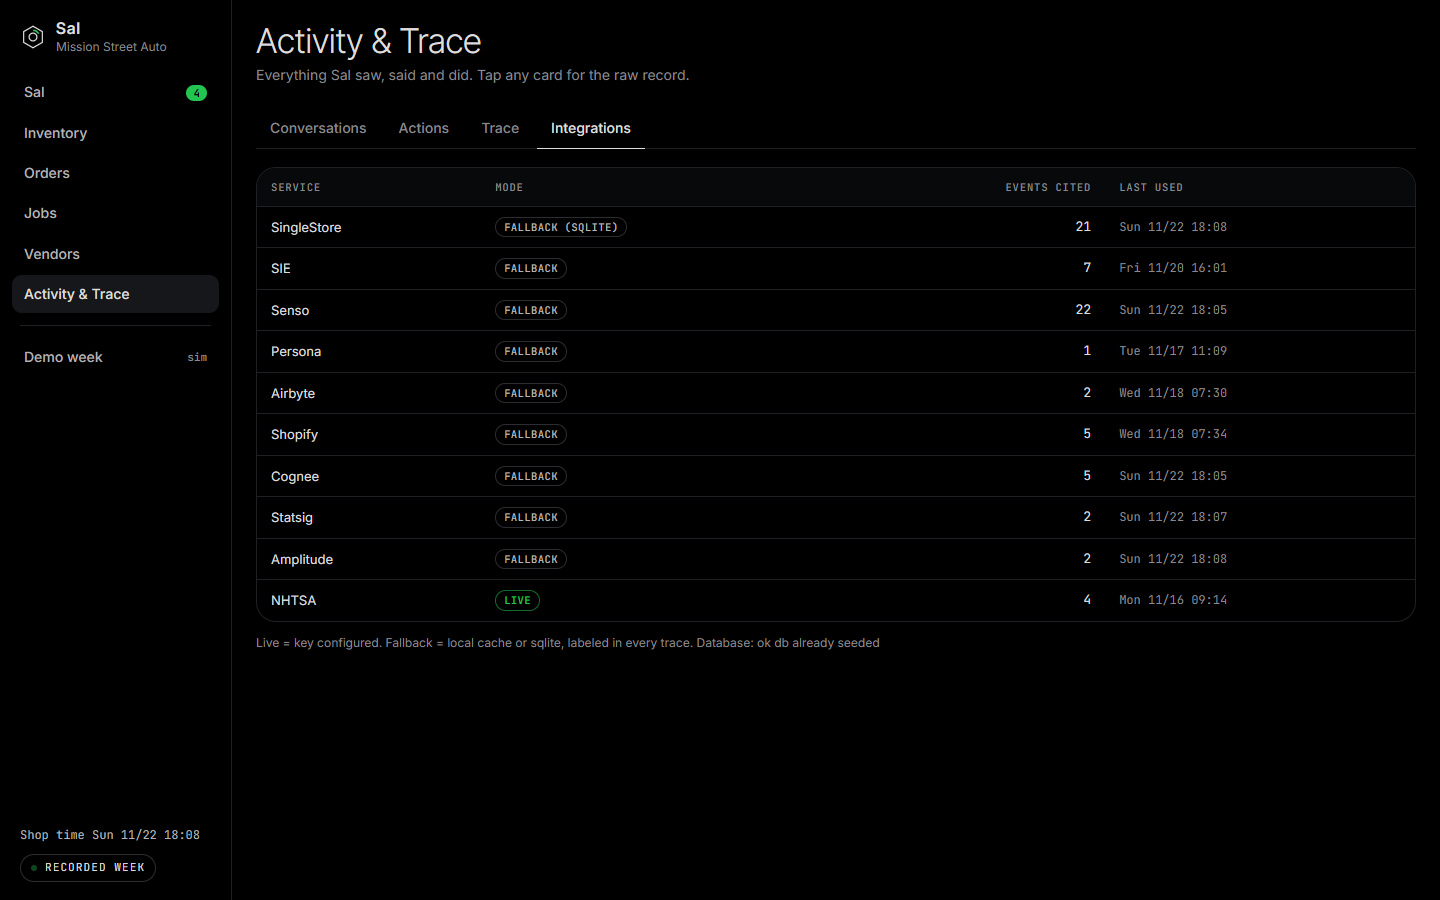 Sal
Mission Street Auto
Sal 4
Inventory
Orders
Jobs
Vendors
Activity & Trace
Demo week sim
Shop time Sun 11/22 18:08
RECORDED WEEK
Activity & Trace
Everything Sal saw, said and did. Tap any card for the raw record.
Conversations Actions Trace Integrations
SERVICE MODE EVENTS CITED LAST USED
SingleStore FALLBACK (SQLITE) 21 Sun 11/22 18:08
SIE FALLBACK 7 Fri 11/20 16:01
Senso FALLBACK 22 Sun 11/22 18:05
Persona FALLBACK 1 Tue 11/17 11:09
Airbyte FALLBACK 2 Wed 11/18 07:30
Shopify FALLBACK 5 Wed 11/18 07:34
Cognee FALLBACK 5 Sun 11/22 18:05
Statsig FALLBACK 2 Sun 11/22 18:07
Amplitude FALLBACK 2 Sun 11/22 18:08
NHTSA LIVE 4 Mon 11/16 09:14
Live = key configured. Fallback = local cache or sqlite, labeled in every trace. Database: ok db already seeded